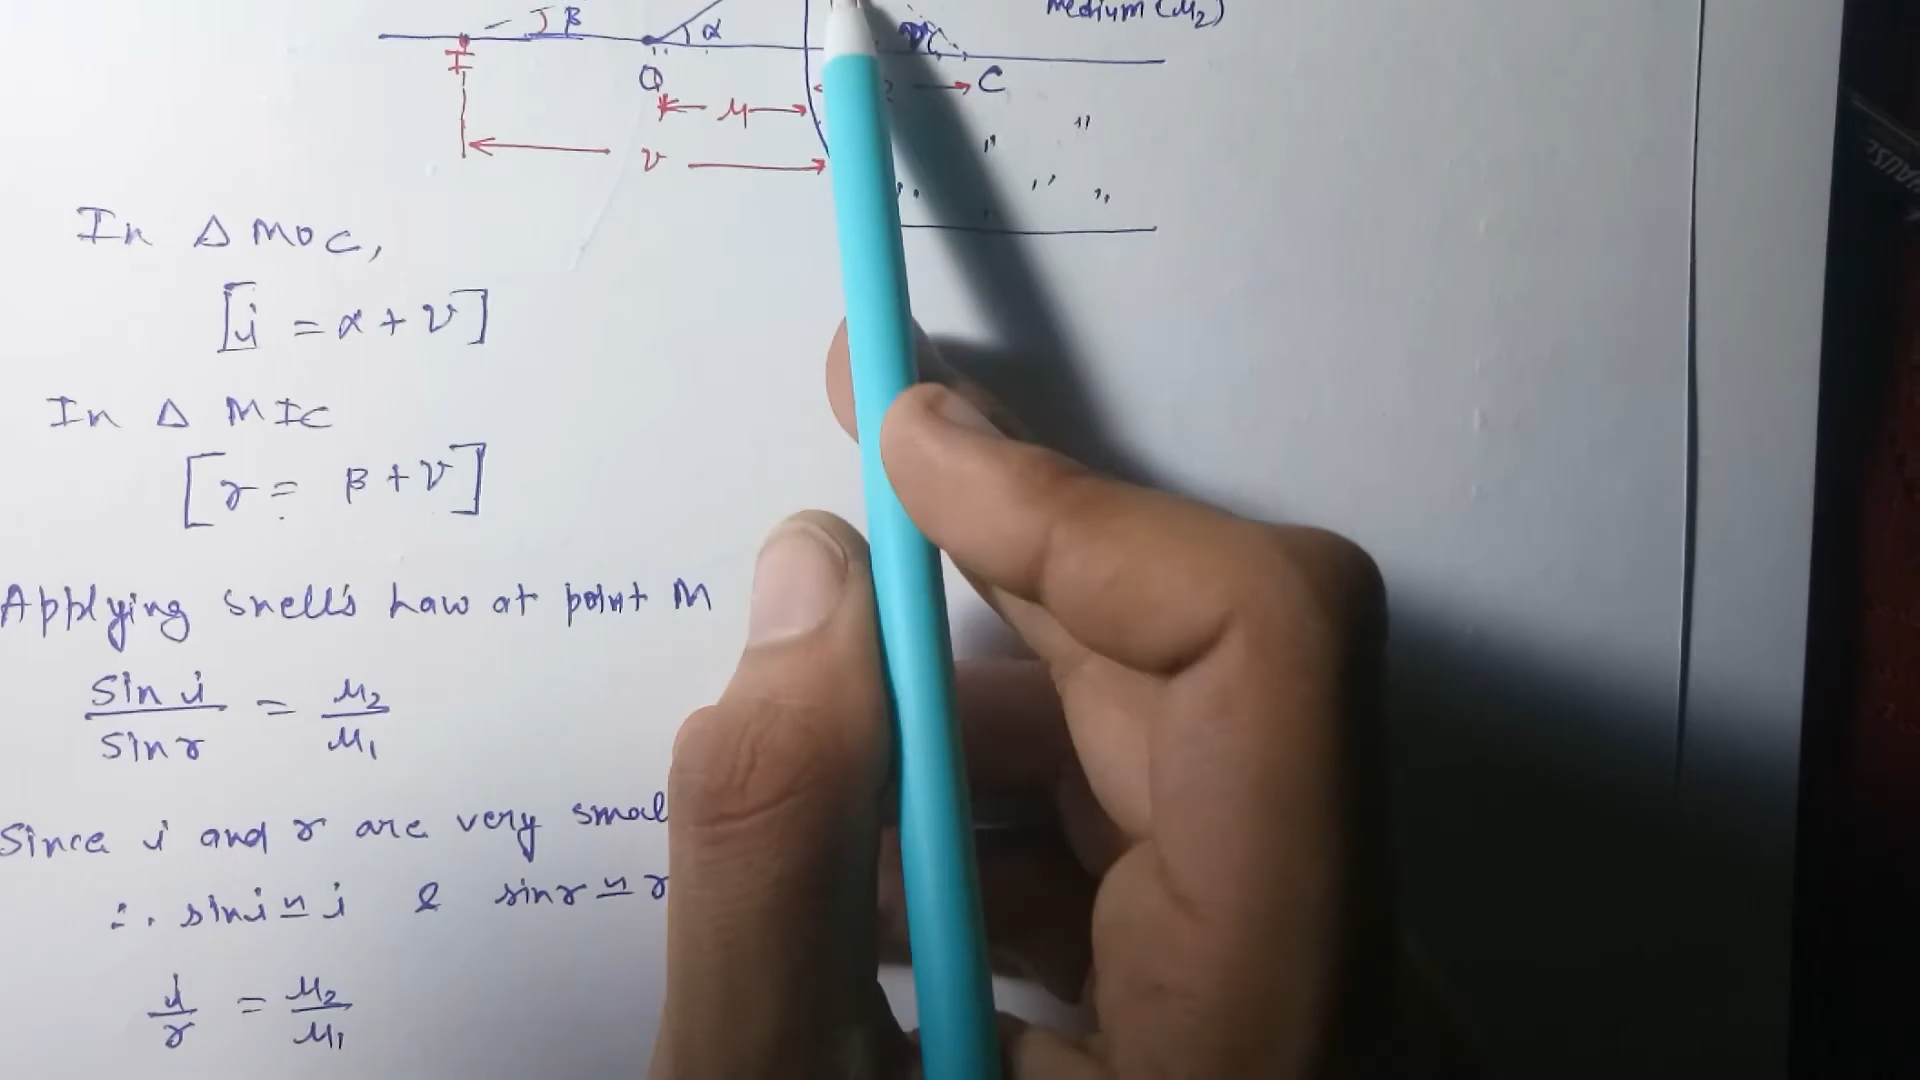 medium (μ₂)
I β
α
O
C
u
v
In Δ MOC,
[i = α + γ]
In Δ MIC
[r = β + γ]
Applying snell's Law at point M
sin i / sin r = μ₂ / μ₁
Since i and r are very small
∴ sin i ≃ i & sin r ≃ r
i / r = μ₂ / μ₁